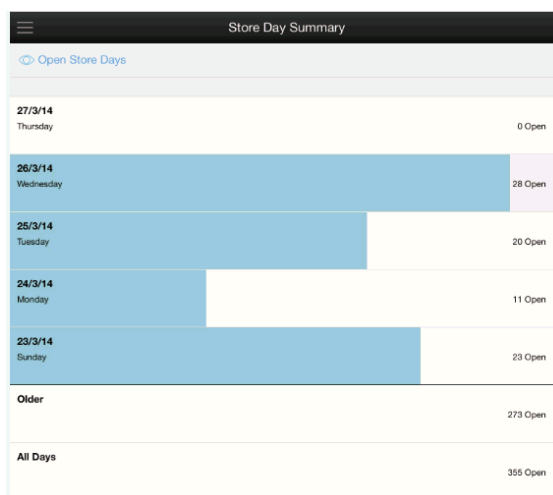 Store Day Summary
Open Store Days
27/3/14
Thursday
0 Open
26/3/14
Wednesday
28 Open
25/3/14
Tuesday
20 Open
24/3/14
Monday
11 Open
23/3/14
Sunday
23 Open
Older
273 Open
All Days
355 Open